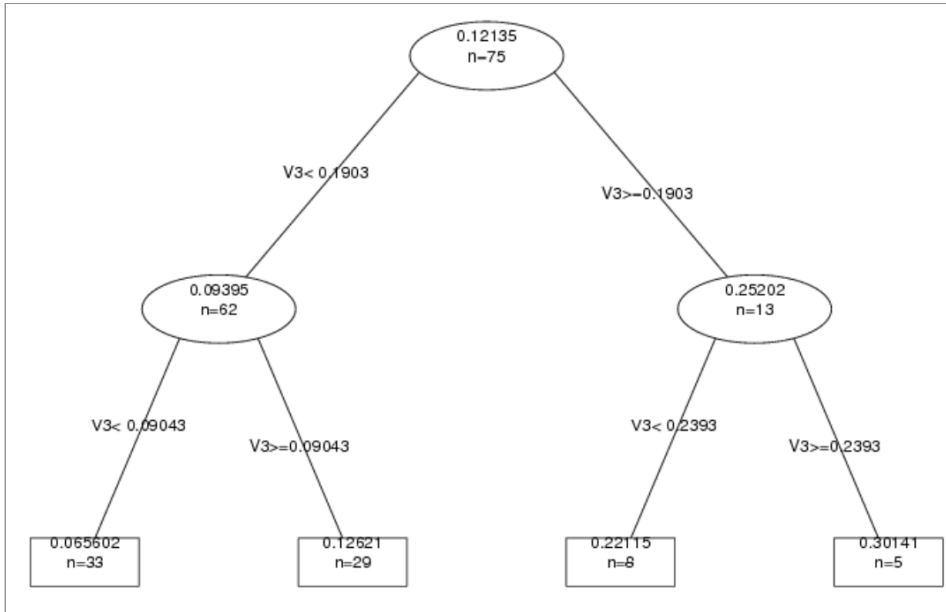 0.12135
n=75
V3< 0.1903
V3>=0.1903
0.09395
n=62
0.25202
n=13
V3< 0.09043
V3>=0.09043
V3< 0.2393
V3>=0.2393
0.065602
n=33
0.12621
n=29
0.22115
n=8
0.30141
n=5